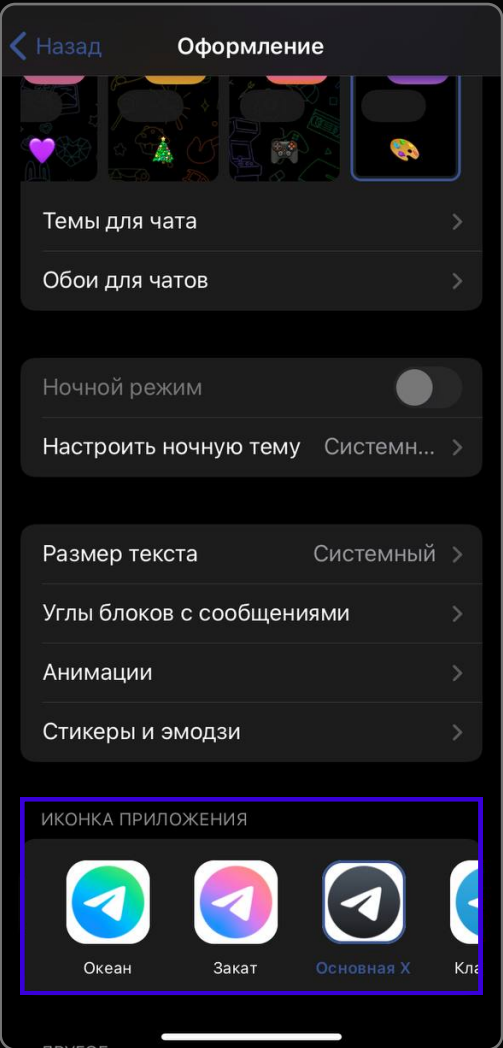 Назад
Оформление
Темы для чата
Обои для чатов
Ночной режим
Настроить ночную тему Системн...
Размер текста Системный
Углы блоков с сообщениями
Анимации
Стикеры и эмодзи
ИКОНКА ПРИЛОЖЕНИЯ
Океан Закат Основная X Кла